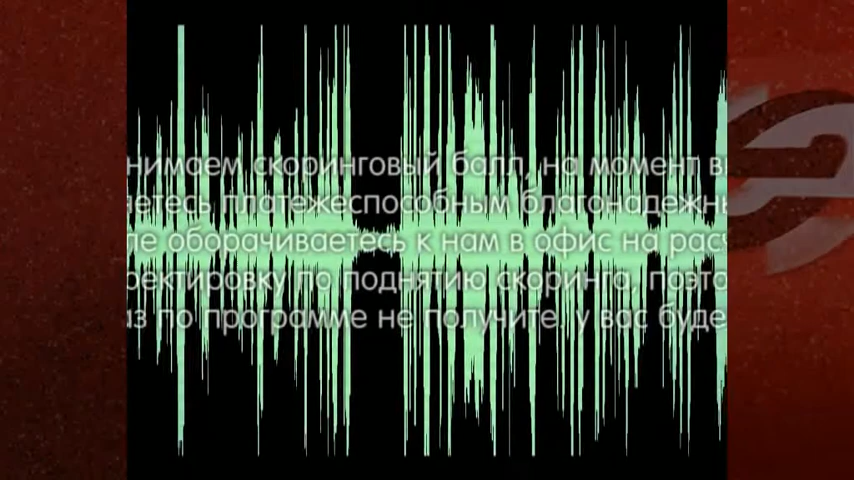 нимаем скоринговый балл, на момент в
яетесь платежеспособным благонадежн
ле оборачиваетесь к нам в офис на рас
ректировку по поднятию скоринга, поэто
аз по программе не получите, у вас буде